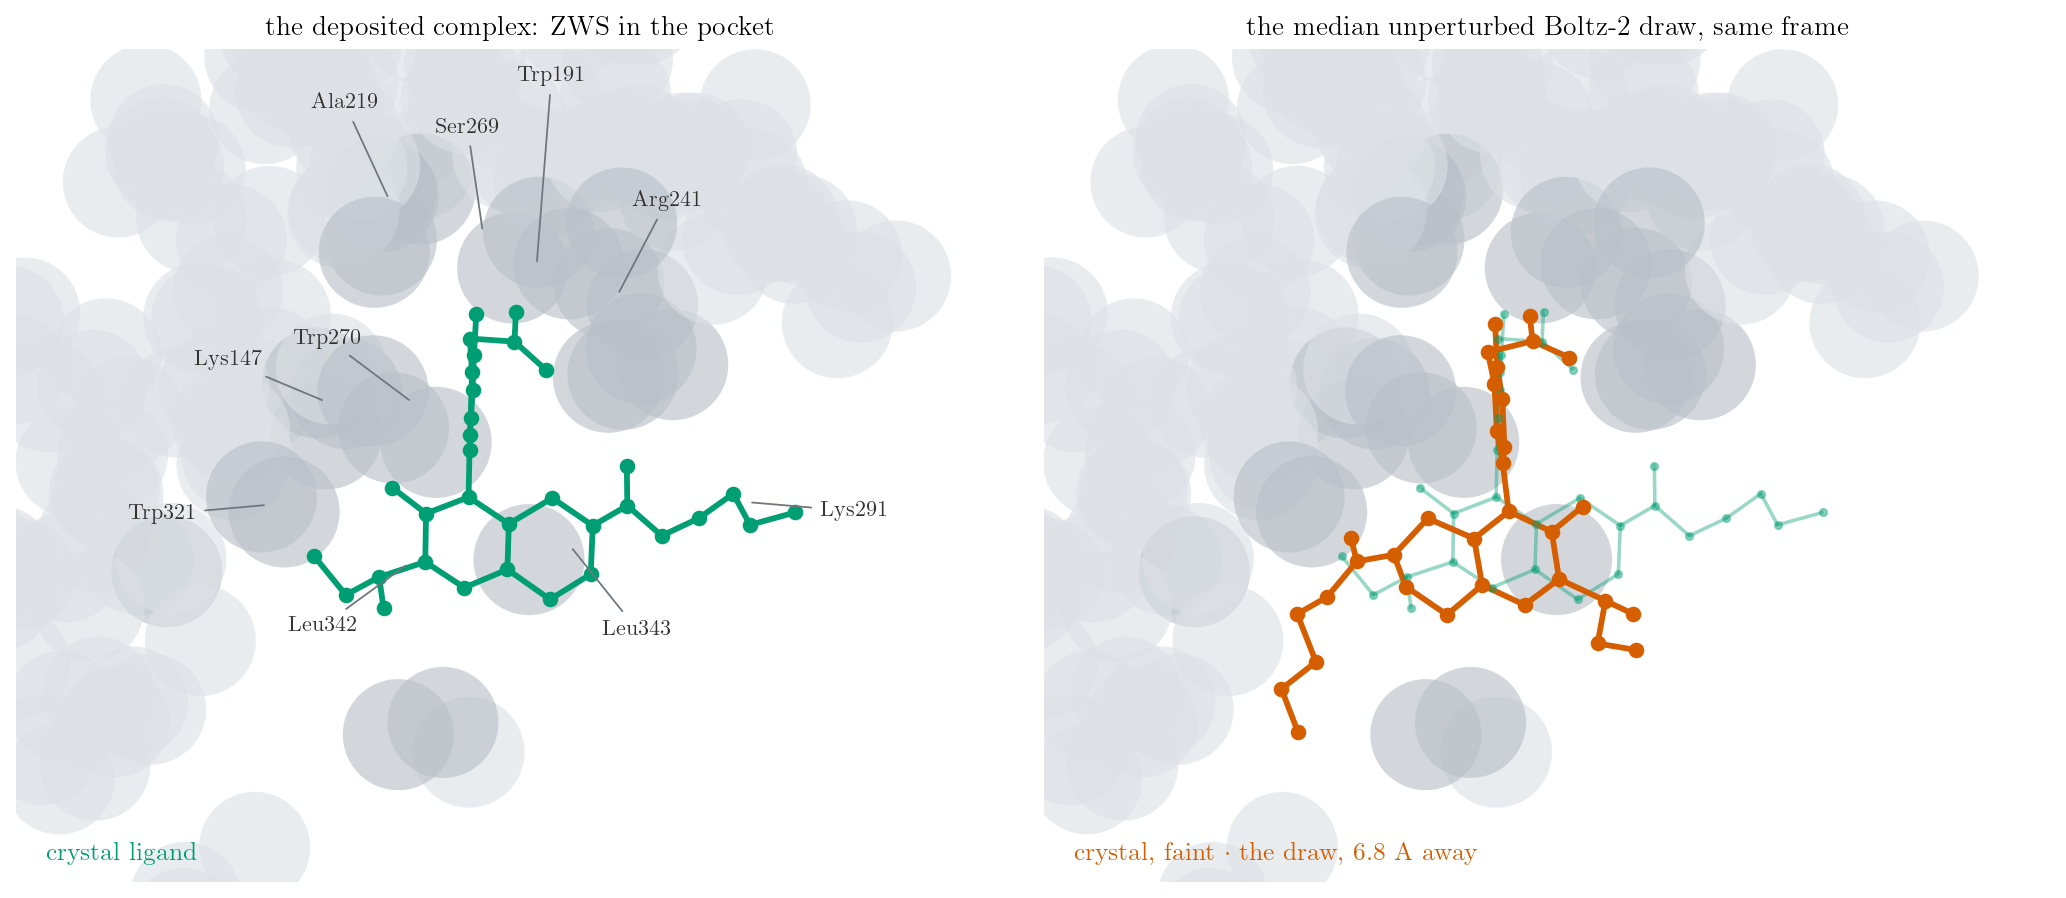 the deposited complex: ZWS in the pocket
the median unperturbed Boltz-2 draw, same frame
Trp191
Ala219
Ser269
Arg241
Trp270
Lys147
Trp321
Lys291
Leu342
Leu343
crystal ligand
crystal, faint · the draw, 6.8 A away